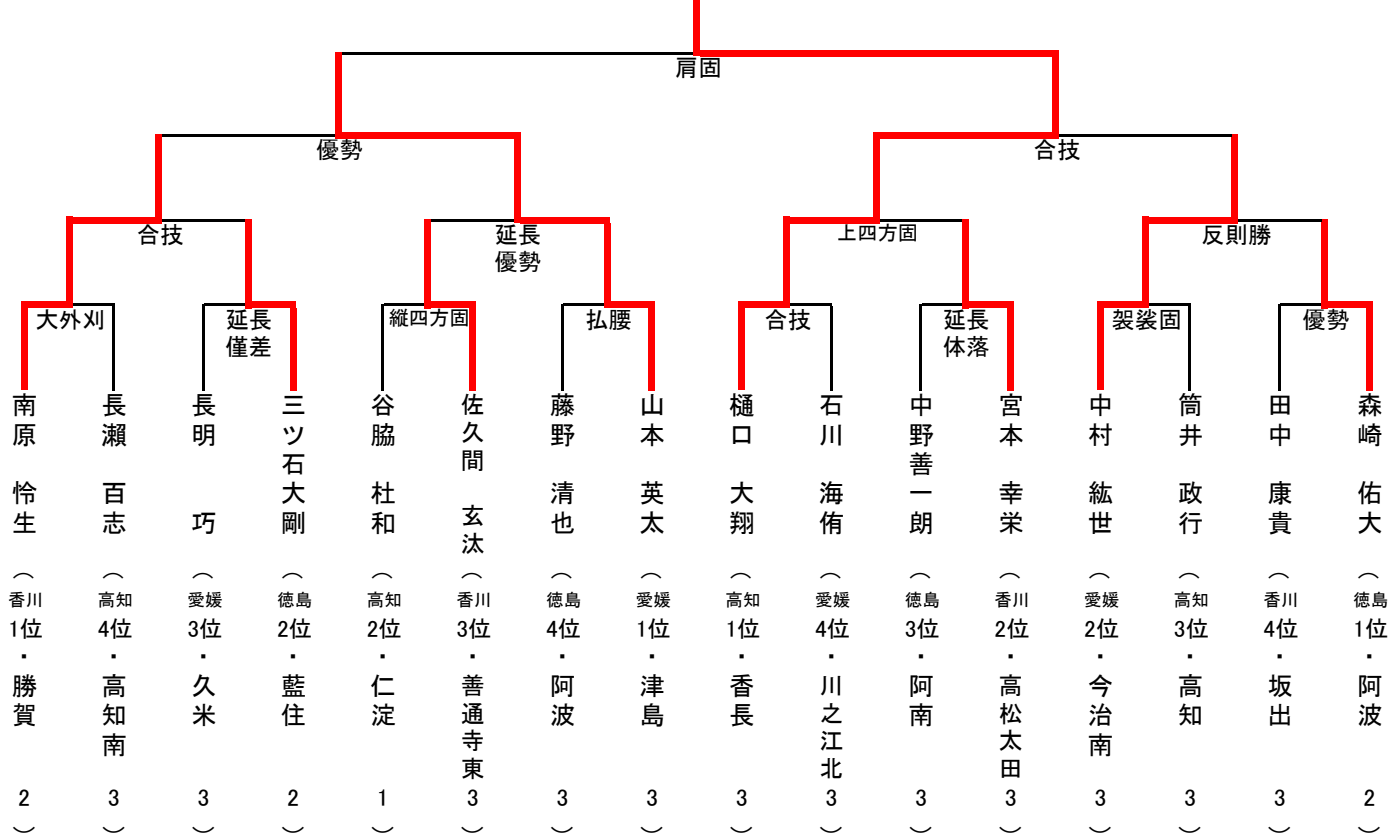 肩固
優勢
合技
合技
延長
優勢
上四方固
反則勝
大外刈
延長
僅差
縦四方固
払腰
合技
延長
体落
袈裟固
優勢
南原 怜生（香川1位・勝賀 2）
長瀬 百志（高知4位・高知南 3）
長明 巧（愛媛3位・久米 3）
三ツ石大剛（徳島2位・藍住 2）
谷脇 杜和（高知2位・仁淀 1）
佐久間 玄汰（香川3位・善通寺東 3）
藤野 清也（徳島4位・阿波 3）
山本 英太（愛媛1位・津島 3）
樋口 大翔（高知1位・香長 3）
石川 海侑（愛媛4位・川之江北 3）
中野善一朗（徳島3位・阿南 3）
宮本 幸栄（香川2位・高松太田 3）
中村 紘世（愛媛2位・今治南 3）
筒井 政行（高知3位・高知 3）
田中 康貴（香川4位・坂出 3）
森崎 佑大（徳島1位・阿波 2）